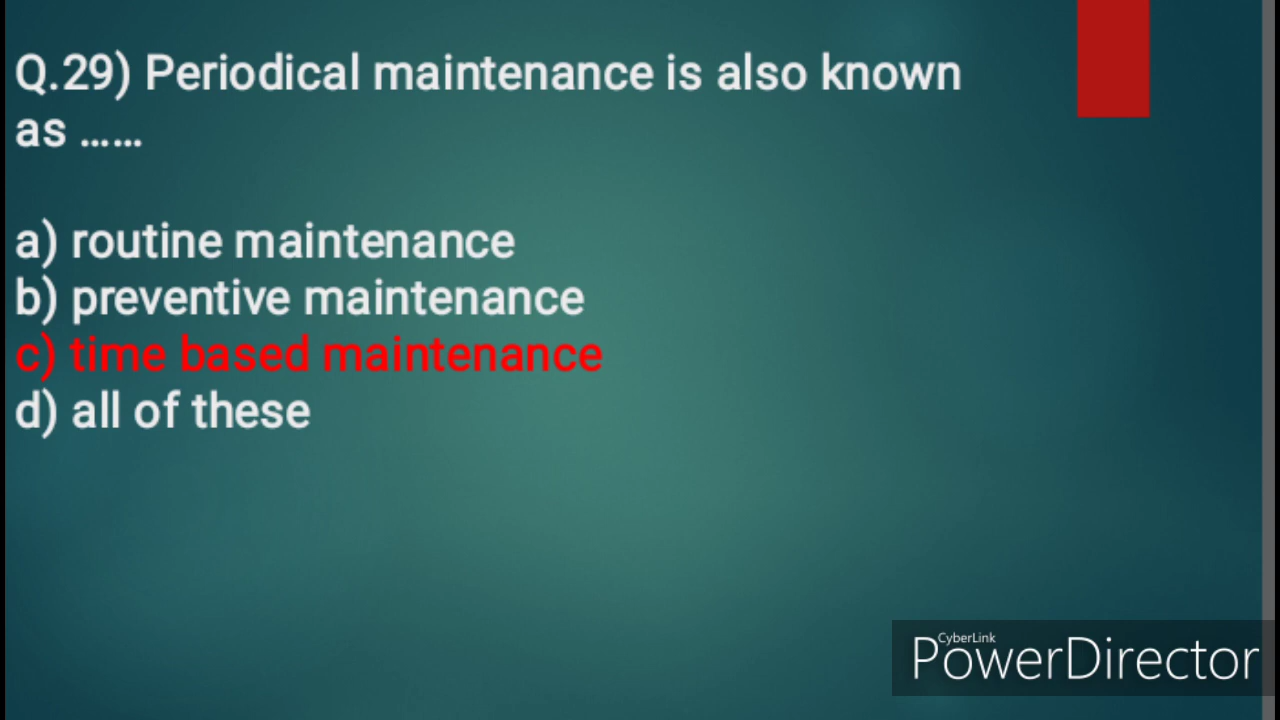 Q.29) Periodical maintenance is also known
as ......
a) routine maintenance
b) preventive maintenance
c) time based maintenance
d) all of these
CyberLink
PowerDirector